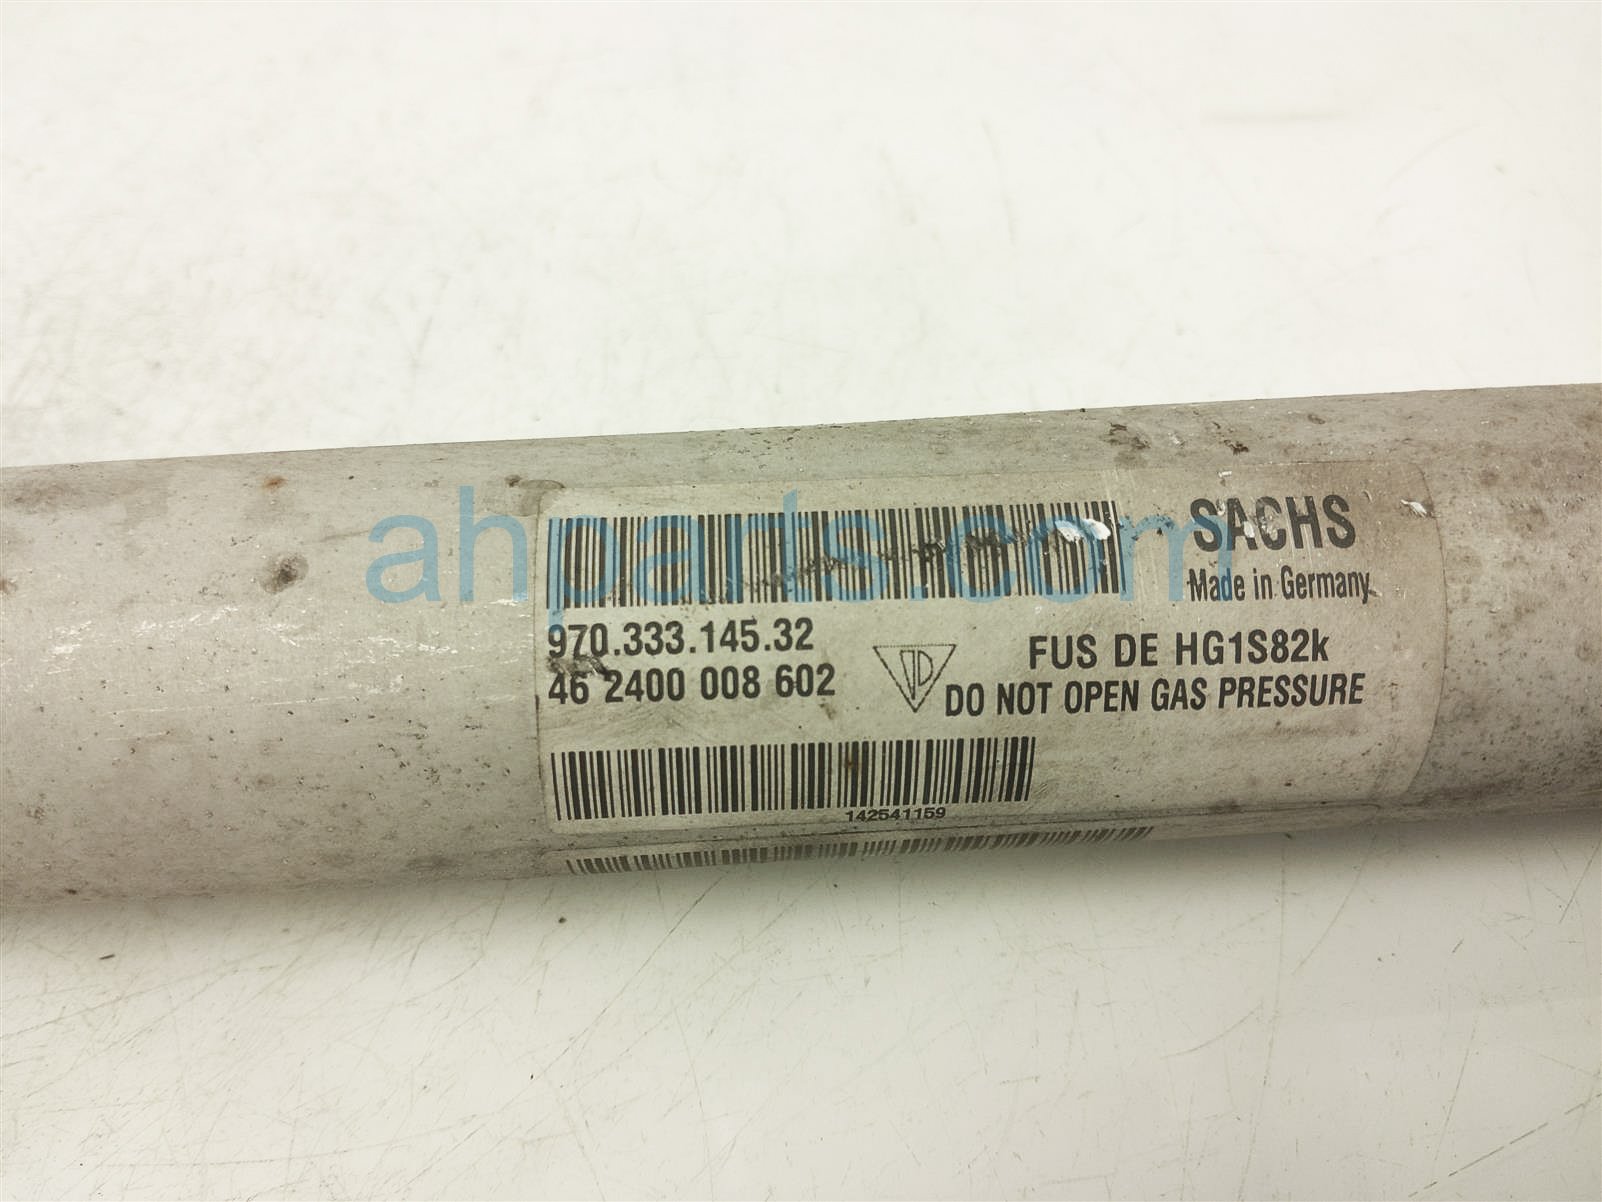 SACHS
Made in Germany
970.333.145.32
46 2400 008 602
FUS DE HG1S82k
DO NOT OPEN GAS PRESSURE
142541159
ahparts.com